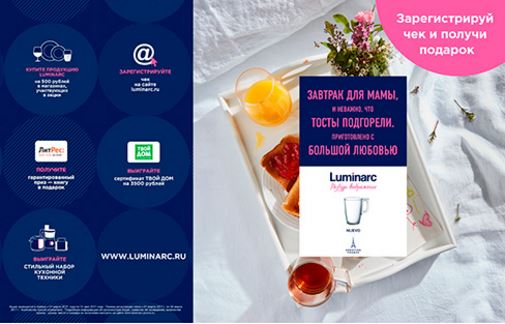 КУПИТЕ ПРОДУКЦИЮ
LUMINARC
на 500 рублей
в магазинах,
участвующих
в акции
@
ЗАРЕГИСТРИРУЙТЕ
чек
на сайте
luminarc.ru
ЛитРес:
ТВОЙ
ДОМ
ПОЛУЧИТЕ
гарантированный
приз — книгу
в подарок
ВЫИГРАЙТЕ
сертификат ТВОЙ ДОМ
на 3500 рублей
ВЫИГРАЙТЕ
СТИЛЬНЫЙ НАБОР
КУХОННОЙ
ТЕХНИКИ
WWW.LUMINARC.RU
Зарегистрируй
чек и получи
подарок
ЗАВТРАК ДЛЯ МАМЫ,
И НЕВАЖНО, ЧТО
ТОСТЫ ПОДГОРЕЛИ.
ПРИГОТОВЛЕНО С
БОЛЬШОЙ ЛЮБОВЬЮ
Luminarc
Разбуди воображение
NUEVO